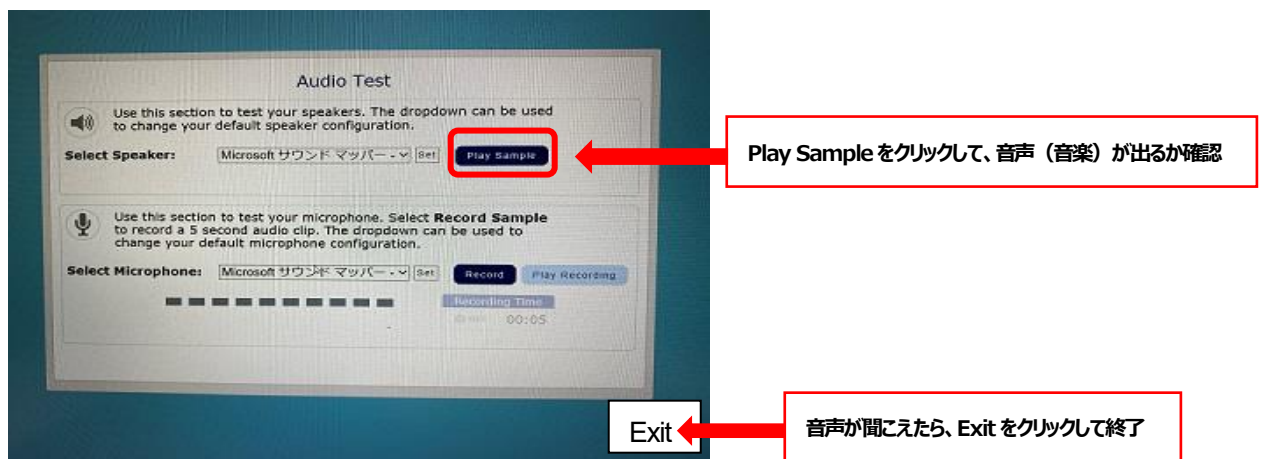 Audio Test
Use this section to test your speakers. The dropdown can be used
to change your default speaker configuration.
Select Speaker: Microsoft サウンド マッパー - Set Play Sample
Play Sample をクリックして、音声（音楽）が出るか確認
Use this section to test your microphone. Select Record Sample
to record a 5 second audio clip. The dropdown can be used to
change your default microphone configuration.
Select Microphone: Microsoft サウンド マッパー - Set Record Play Recording
Recording Time
00:05
Exit
音声が聞こえたら、Exit をクリックして終了